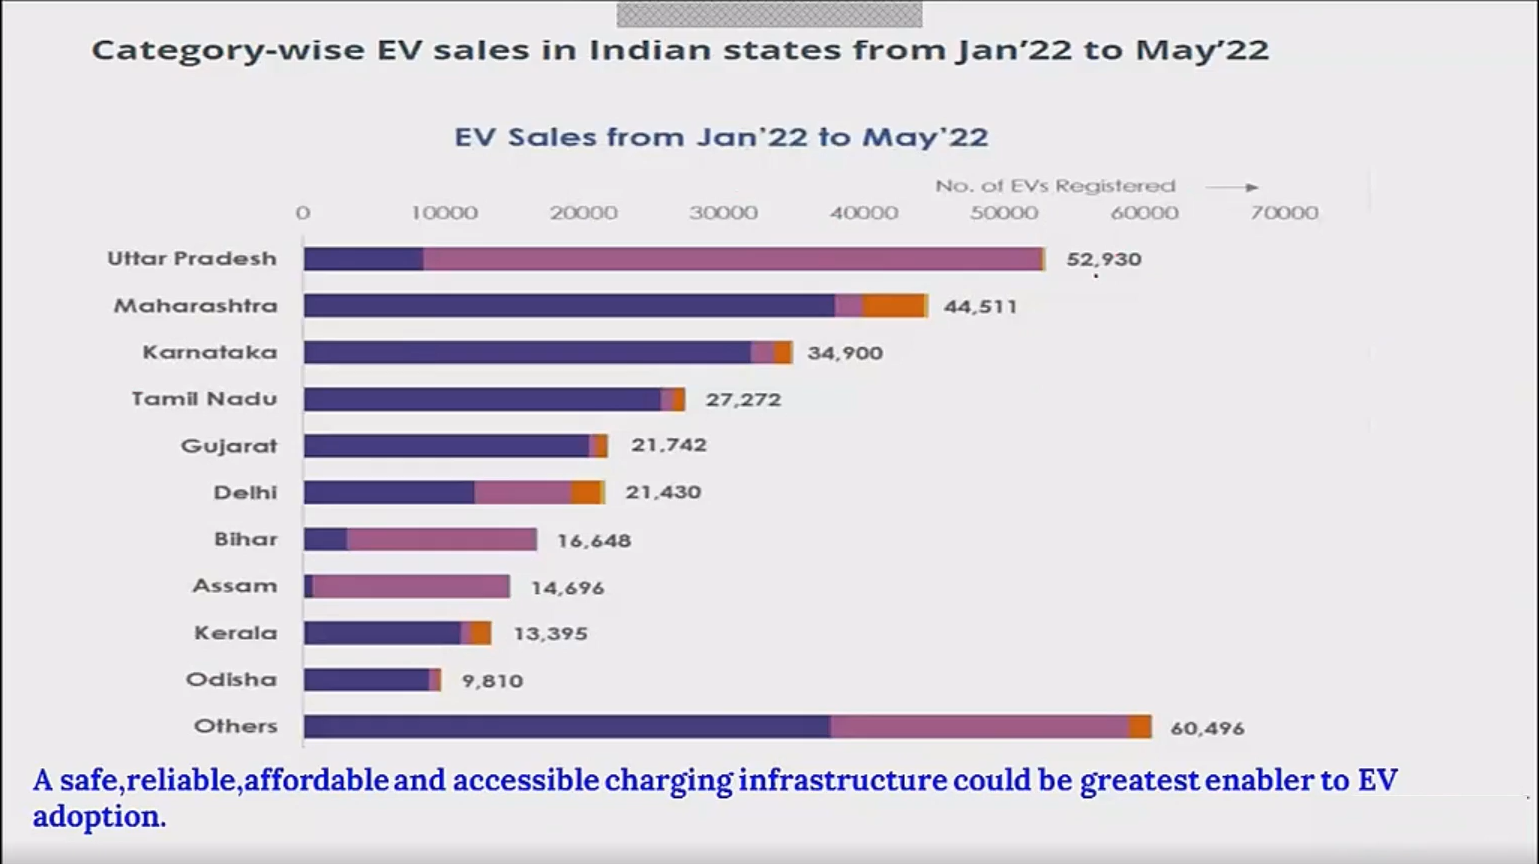 Category-wise EV sales in Indian states from Jan’22 to May’22
EV Sales from Jan’22 to May’22
No. of EVs Registered
0 10000 20000 30000 40000 50000 60000 70000
Uttar Pradesh 52,930
Maharashtra 44,511
Karnataka 34,900
Tamil Nadu 27,272
Gujarat 21,742
Delhi 21,430
Bihar 16,648
Assam 14,696
Kerala 13,395
Odisha 9,810
Others 60,496
A safe,reliable,affordable and accessible charging infrastructure could be greatest enabler to EV
adoption.